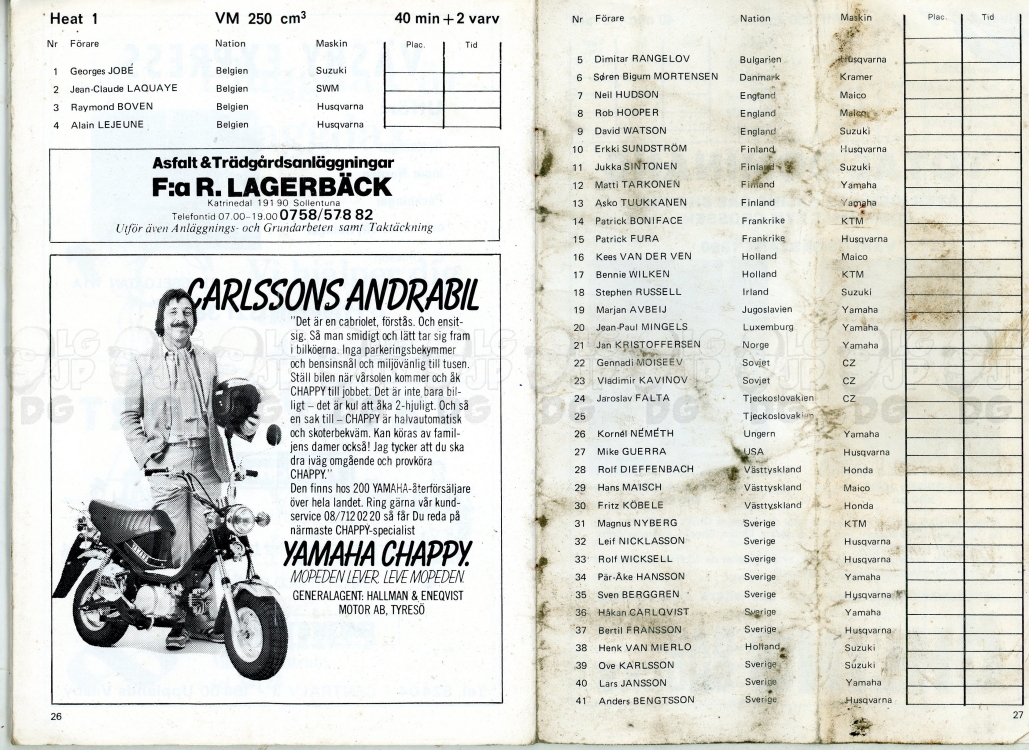 Heat 1 VM 250 cm³ 40 min + 2 varv
Nr Förare Nation Maskin Plac. Tid
1 Georges JOBÉ Belgien Suzuki
2 Jean-Claude LAQUAYE Belgien SWM
3 Raymond BOVEN Belgien Husqvarna
4 Alain LEJEUNE Belgien Husqvarna
Asfalt & Trädgårdsanläggningar
F:a R. LAGERBÄCK
Katrinedal 191 90 Sollentuna
Telefontid 07.00–19.00 0758/578 82
Utför även Anläggnings- och Grundarbeten samt Taktäckning
CARLSSONS ANDRABIL
"Det är en cabriolet, förstås. Och ensit-
sig. Så man smidigt och lätt tar sig fram
i bilköerna. Inga parkeringsbekymmer
och bensinsnål och miljövänlig till tusen.
Ställ bilen när vårsolen kommer och åk
CHAPPY till jobbet. Det är inte bara bil-
ligt – det är kul att åka 2-hjuligt. Och så
en sak till – CHAPPY är halvautomatisk
och skoterbekväm. Kan köras av famil-
jens damer också! Jag tycker att du ska
dra iväg omgående och provköra
CHAPPY."
Den finns hos 200 YAMAHA-återförsäljare
över hela landet. Ring gärna vår kund-
service 08/712 02 20 så får Du reda på
närmaste CHAPPY-specialist
YAMAHA CHAPPY.
MOPEDEN LEVER. LEVE MOPEDEN.
GENERALAGENT: HALLMAN & ENEQVIST
MOTOR AB, TYRESÖ
26
Nr Förare Nation Maskin Plac. Tid
5 Dimitar RANGELOV Bulgarien Husqvarna
6 Søren Bigum MORTENSEN Danmark Kramer
7 Neil HUDSON England Maico
8 Rob HOOPER England Maico
9 David WATSON England Suzuki
10 Erkki SUNDSTRÖM Finland Husqvarna
11 Jukka SINTONEN Finland Suzuki
12 Matti TARKONEN Finland Yamaha
13 Asko TUUKKANEN Finland Yamaha
14 Patrick BONIFACE Frankrike KTM
15 Patrick FURA Frankrike Husqvarna
16 Kees VAN DER VEN Holland Maico
17 Bennie WILKEN Holland KTM
18 Stephen RUSSELL Irland Suzuki
19 Marjan AVBEIJ Jugoslavien Yamaha
20 Jean-Paul MINGELS Luxemburg Yamaha
21 Jan KRISTOFFERSEN Norge Yamaha
22 Gennadi MOISEEV Sovjet CZ
23 Vladimir KAVINOV Sovjet CZ
24 Jaroslav FALTA Tjeckoslovakien CZ
25 Tjeckoslovakien
26 Kornél NÉMÉTH Ungern Yamaha
27 Mike GUERRA USA Husqvarna
28 Rolf DIEFFENBACH Västtyskland Honda
29 Hans MAISCH Västtyskland Maico
30 Fritz KÖBELE Västtyskland Honda
31 Magnus NYBERG Sverige KTM
32 Leif NICKLASSON Sverige Husqvarna
33 Rolf WICKSELL Sverige Husqvarna
34 Pär-Åke HANSSON Sverige Yamaha
35 Sven BERGGREN Sverige Husqvarna
36 Håkan CARLQVIST Sverige Yamaha
37 Bertil FRANSSON Sverige Husqvarna
38 Henk VAN MIERLO Holland Suzuki
39 Ove KARLSSON Sverige Suzuki
40 Lars JANSSON Sverige Yamaha
41 Anders BENGTSSON Sverige Husqvarna
27